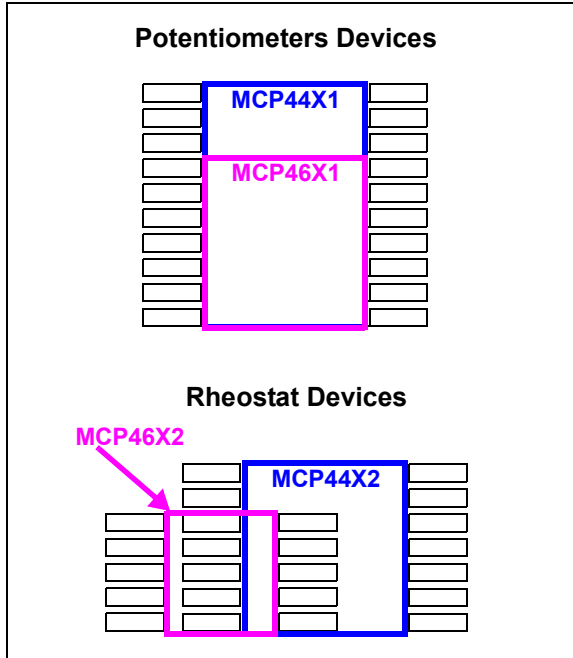 Potentiometers Devices
MCP44X1
MCP46X1
Rheostat Devices
MCP46X2
MCP44X2